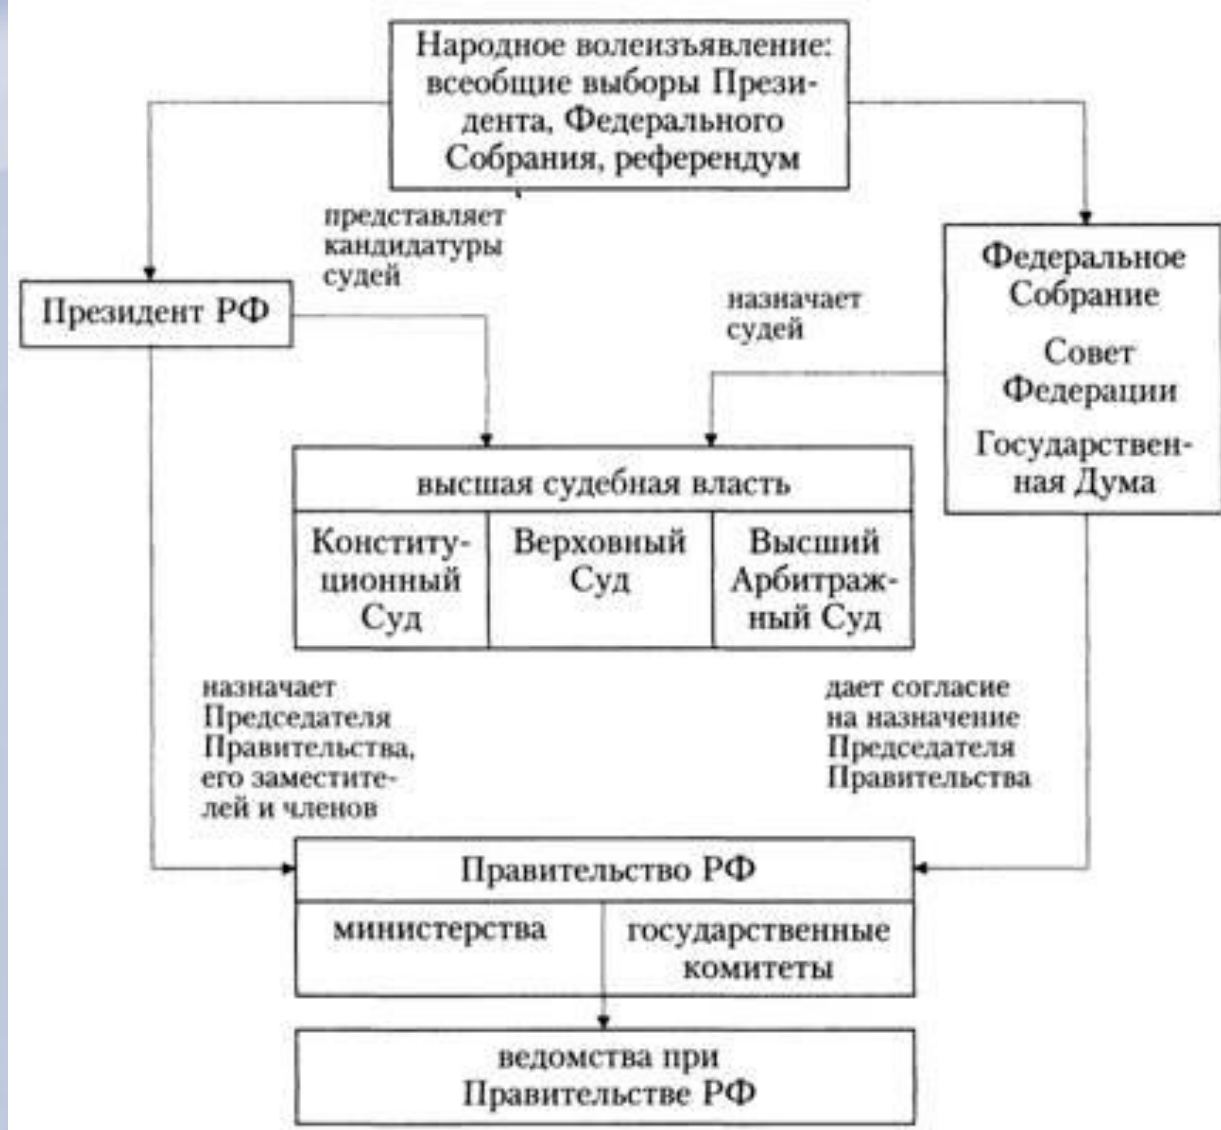 Народное волеизъявление:
всеобщие выборы Прези-
дента, Федерального
Собрания, референдум
представляет
кандидатуры
судей
Президент РФ
назначает
судей
Федеральное
Собрание
Совет
Федерации
Государствен-
ная Дума
высшая судебная власть
Конститу-
ционный
Суд
Верховный
Суд
Высший
Арбитраж-
ный Суд
назначает
Председателя
Правительства,
его заместите-
лей и членов
дает согласие
на назначение
Председателя
Правительства
Правительство РФ
министерства
государственные
комитеты
ведомства при
Правительстве РФ